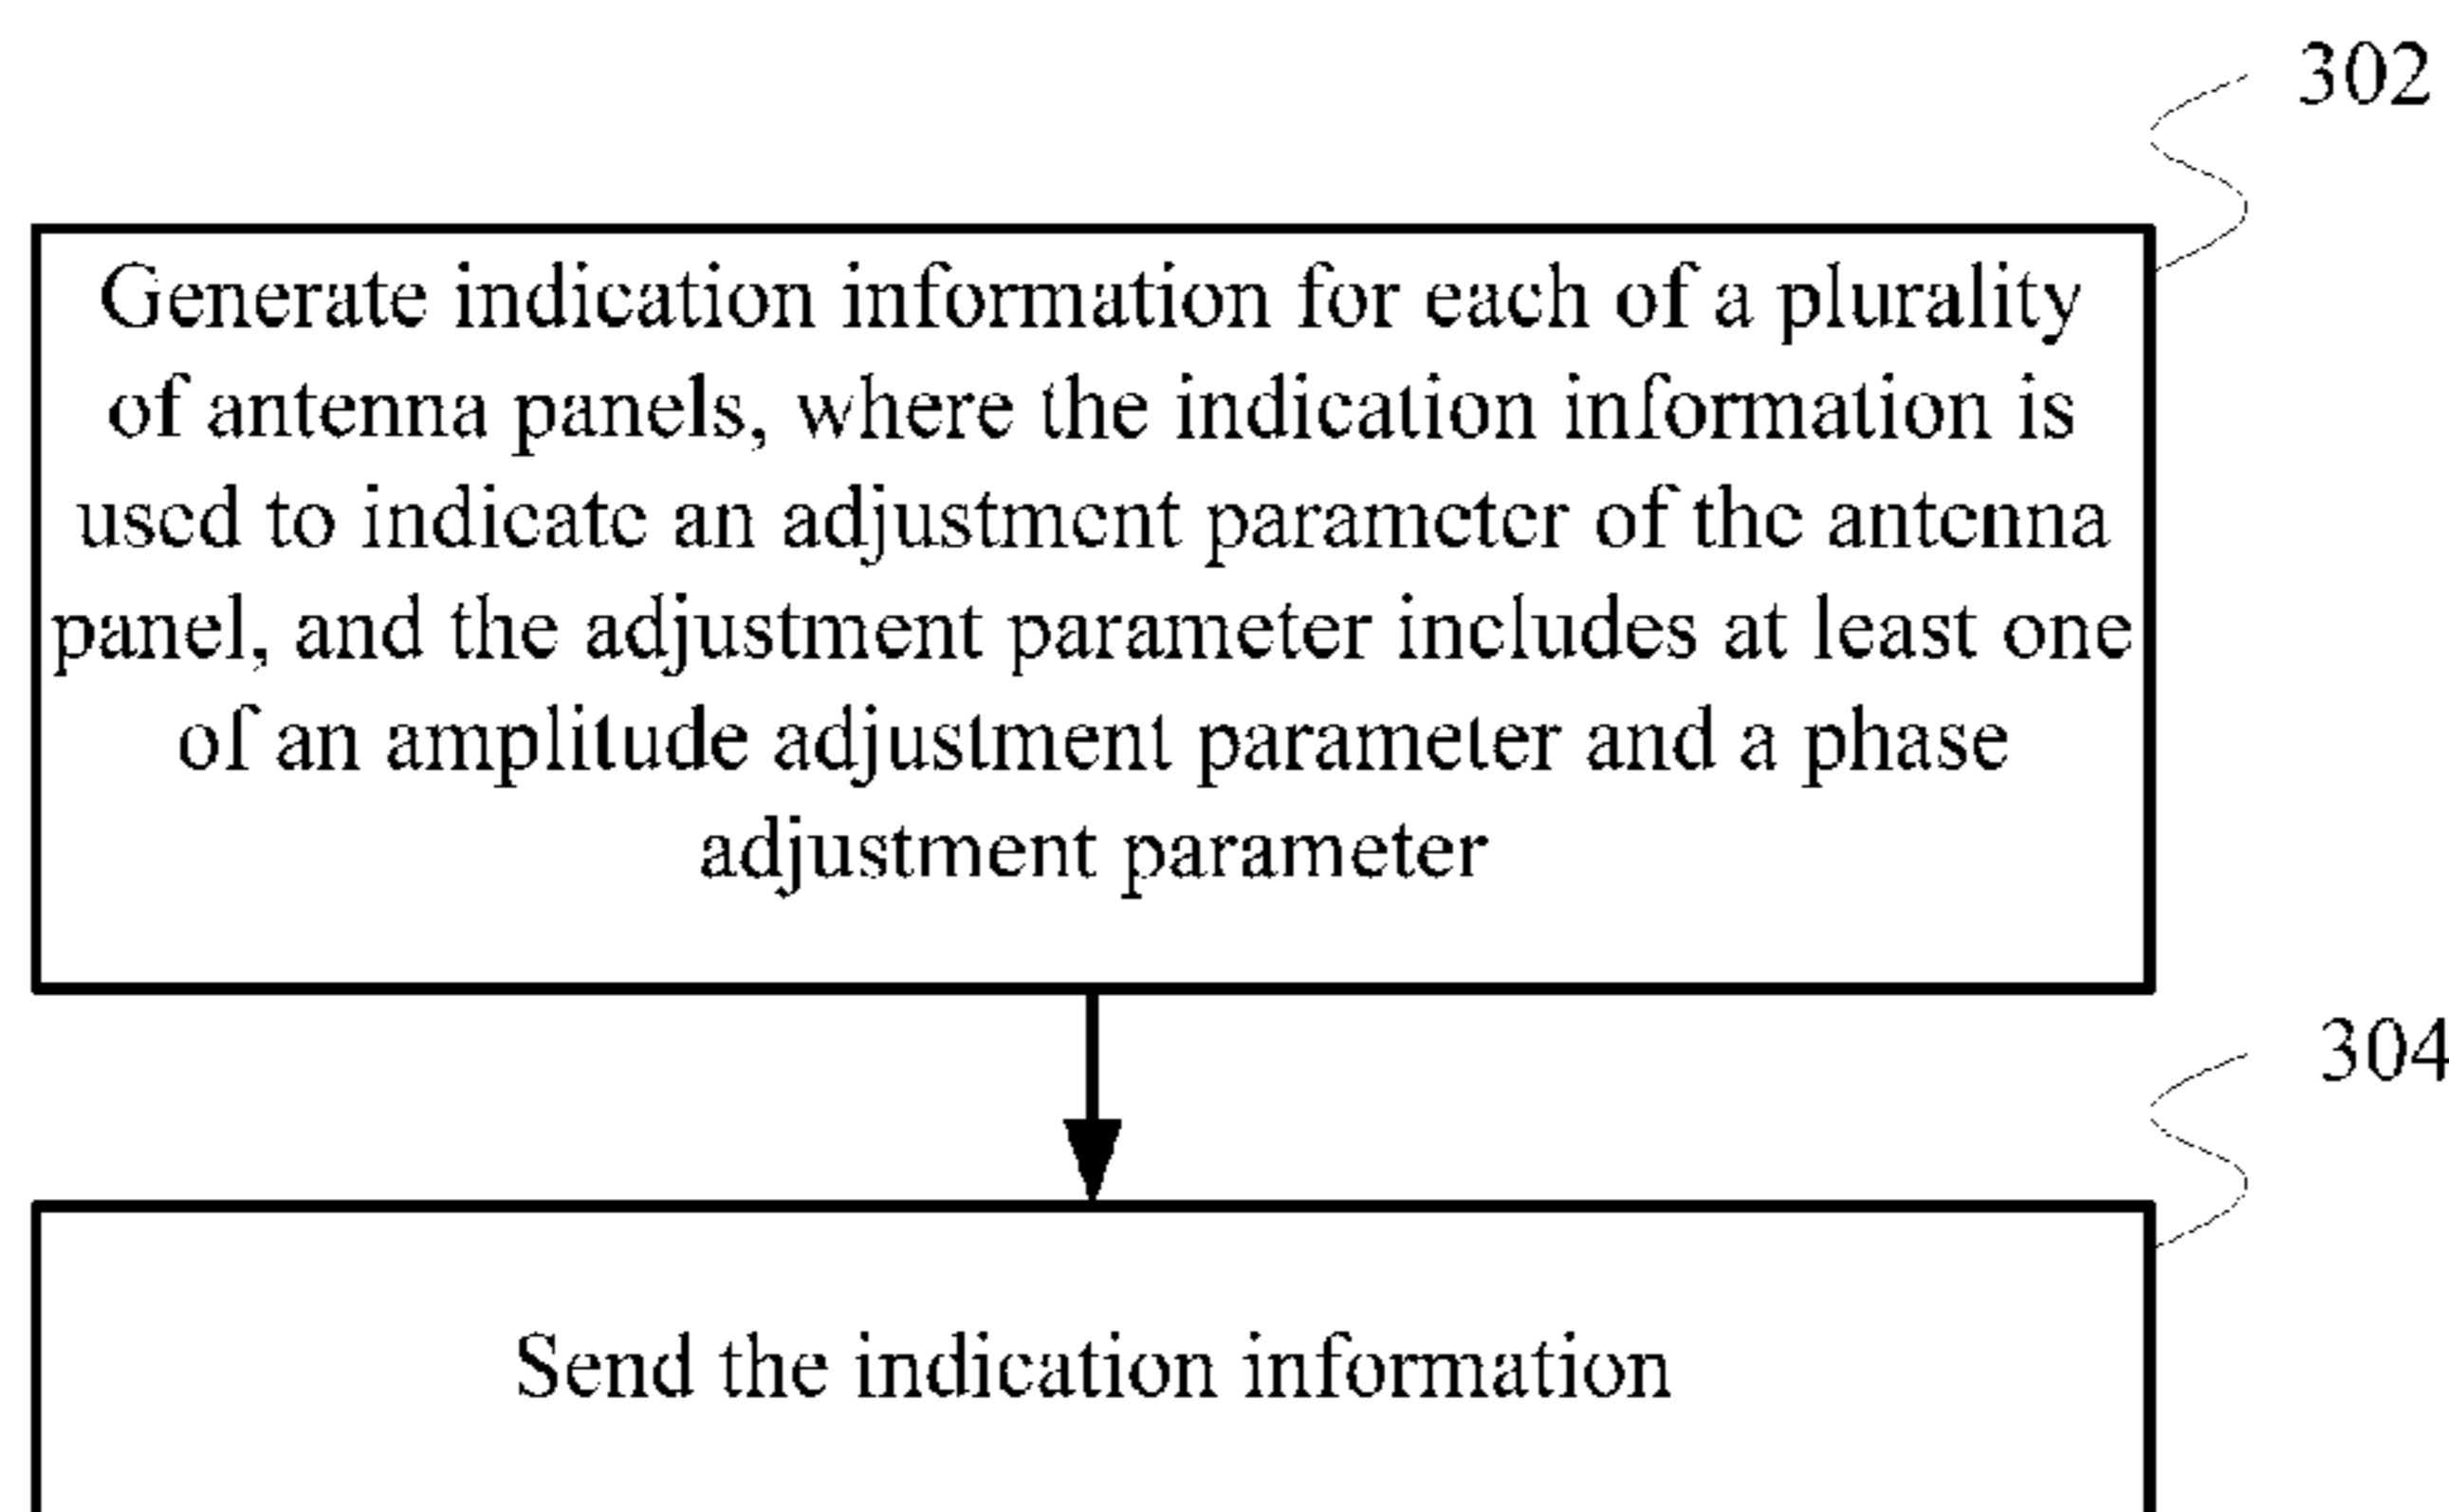 302
Generate indication information for each of a plurality
of antenna panels, where the indication information is
used to indicate an adjustment parameter of the antenna
panel, and the adjustment parameter includes at least one
of an amplitude adjustment parameter and a phase
adjustment parameter
304
Send the indication information